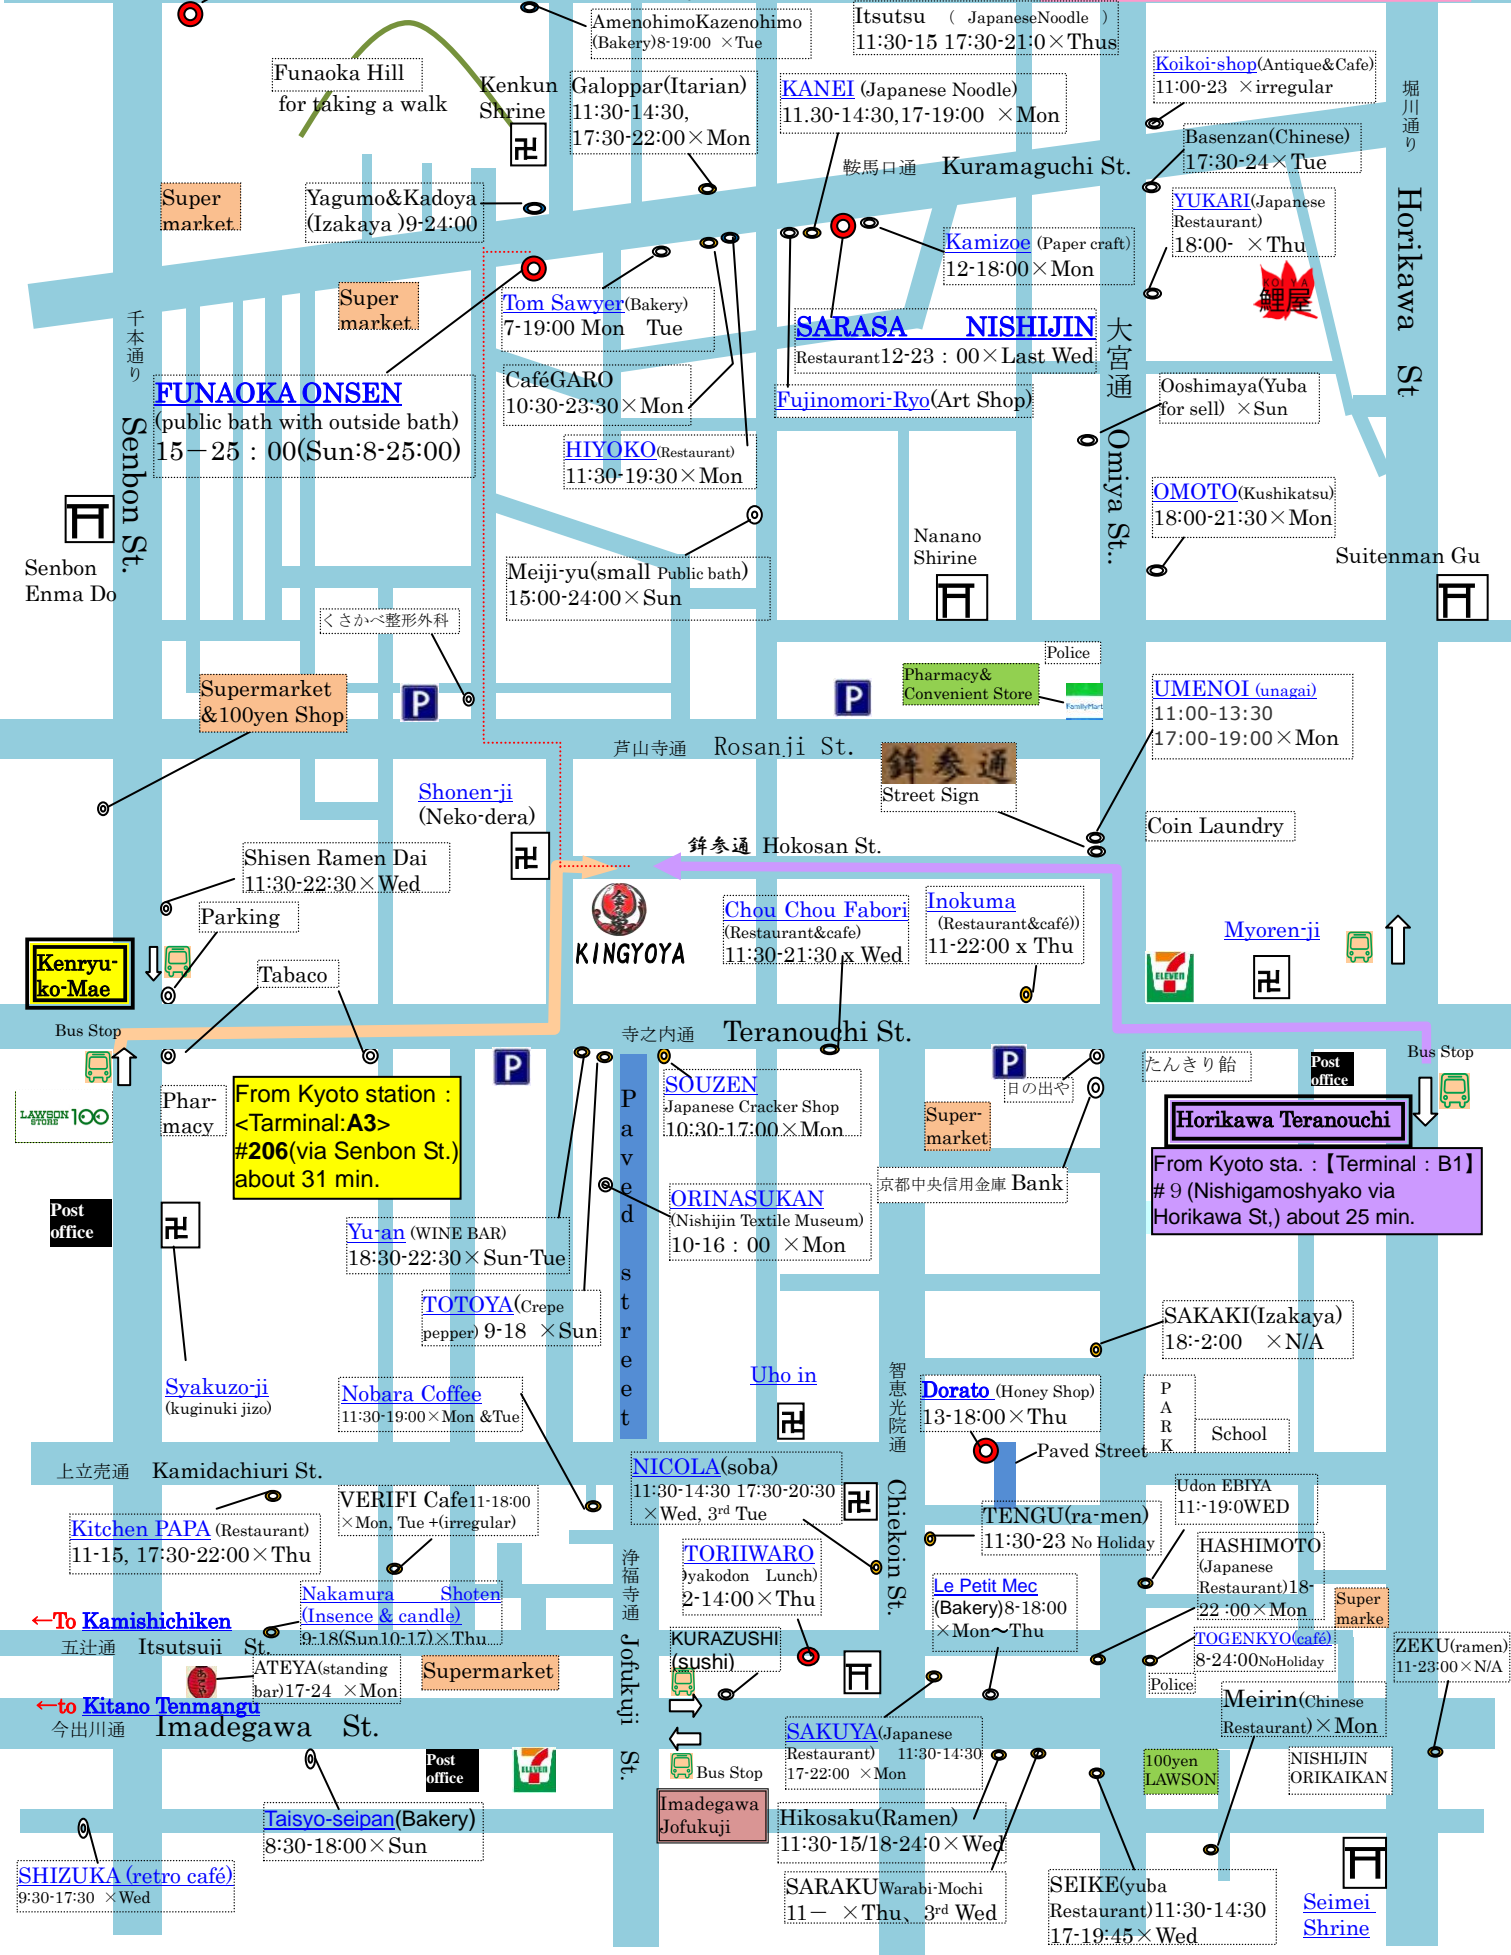 AmenohimoKazenohimo
(Bakery)8-19:00 ×Tue
Itsutsu ( JapaneseNoodle )
11:30-15 17:30-21:0×Thus
Funaoka Hill
for taking a walk
Kenkun
Shrine
Galoppar(Itarian)
11:30-14:30,
17:30-22:00×Mon
KANEI (Japanese Noodle)
11.30-14:30,17-19:00 ×Mon
Koikoi-shop(Antique&Cafe)
11:00-23 ×irregular
堀川通り
Basenzan(Chinese)
17:30-24×Tue
鞍馬口通 Kuramaguchi St.
Super
market
Yagumo&Kadoya
(Izakaya )9-24:00
YUKARI(Japanese
Restaurant)
18:00- ×Thu
Horikawa St
Kamizoe (Paper craft)
12-18:00×Mon
KOIYA
鯉屋
Super
market
Tom Sawyer(Bakery)
7-19:00 Mon Tue
SARASA NISHIJIN
Restaurant12-23：00×Last Wed
千本通り
大宮通
FUNAOKA ONSEN
(public bath with outside bath)
15－25：00(Sun:8-25:00)
CaféGARO
10:30-23:30×Mon
Fujinomori-Ryo(Art Shop)
Ooshimaya(Yuba
for sell) ×Sun
Senbon St.
HIYOKO(Restaurant)
11:30-19:30×Mon
Omiya St...
OMOTO(Kushikatsu)
18:00-21:30×Mon
Senbon
Enma Do
Meiji-yu(small Public bath)
15:00-24:00×Sun
Nanano
Shirine
Suitenman Gu
くさかべ整形外科
Police
Pharmacy&
Convenient Store
FamilyMart
Supermarket
&100yen Shop
P
P
UMENOI (unagai)
11:00-13:30
17:00-19:00×Mon
芦山寺通 Rosanji St.
鉾参通
Street Sign
Shonen-ji
(Neko-dera)
鉾参通 Hokosan St.
Coin Laundry
Shisen Ramen Dai
11:30-22:30×Wed
Parking
KINGYOYA
Chou Chou Fabori
(Restaurant&cafe)
11:30-21:30 x Wed
Inokuma
(Restaurant&café))
11-22:00 x Thu
Myoren-ji
Kenryu-
ko-Mae
Tabaco
ELEVEN
Bus Stop
寺之内通 Teranouchi St.
Bus Stop
P
P
日の出や
たんきり飴
Post
office
LAWSON
STORE 100
Phar-
macy
From Kyoto station :
<Tarminal:A3>
#206(via Senbon St.)
about 31 min.
Paved street
SOUZEN
Japanese Cracker Shop
10:30-17:00×Mon
Super-
market
Horikawa Teranouchi
From Kyoto sta. :【Terminal : B1】
#９(Nishigamoshyako via
Horikawa St,) about 25 min.
京都中央信用金庫 Bank
Post
office
ORINASUKAN
(Nishijin Textile Museum)
10-16：00 ×Mon
Yu-an (WINE BAR)
18:30-22:30×Sun-Tue
TOTOYA(Crepe
pepper) 9-18 ×Sun
SAKAKI(Izakaya)
18:-2:00 ×N/A
Syakuzo-ji
(kuginuki jizo)
Nobara Coffee
11:30-19:00×Mon &Tue
Uho in
智恵光院通
Dorato (Honey Shop)
13-18:00×Thu
PARK
School
Paved Street
上立売通 Kamidachiuri St.
NICOLA(soba)
11:30-14:30 17:30-20:30
×Wed, 3rd Tue
Chiekoin St.
Udon EBIYA
11:-19:0WED
VERIFI Cafe11-18:00
×Mon, Tue +(irregular)
Kitchen PAPA (Restaurant)
11-15, 17:30-22:00×Thu
TENGU(ra-men)
11:30-23 No Holiday
HASHIMOTO
(Japanese
Restaurant)18-
22 :00×Mon
浄福寺通
TORIIWARO
yakodon Lunch)
2-14:00×Thu
Le Petit Mec
(Bakery)8-18:00
×Mon～Thu
Nakamura Shoten
(Insence & candle)
9-18(Sun10-17)×Thu
Super
marke
←To Kamishichiken
五辻通 Itsutsuji St.
Jofukuji St.
KURAZUSHI
(sushi)
TOGENKYO(café)
8-24:00NoHoliday
ZEKU(ramen)
11-23:00×N/A
ATEYA(standing
bar)17-24 ×Mon
Supermarket
Police
Meirin(Chinese
Restaurant)×Mon
←to Kitano Tenmangu
今出川通 Imadegawa St.
SAKUYA(Japanese
Restaurant) 11:30-14:30
17-22:00 ×Mon
Post
office
ELEVEN
Bus Stop
100yen
LAWSON
NISHIJIN
ORIKAIKAN
Imadegawa
Jofukuji
Taisyo-seipan(Bakery)
8:30-18:00×Sun
Hikosaku(Ramen)
11:30-15/18-24:0×Wed
SHIZUKA (retro café)
9:30-17:30 ×Wed
SARAKUWarabi-Mochi
11－ ×Thu、3rd Wed
SEIKE(yuba
Restaurant)11:30-14:30
17-19:45×Wed
Seimei
Shrine